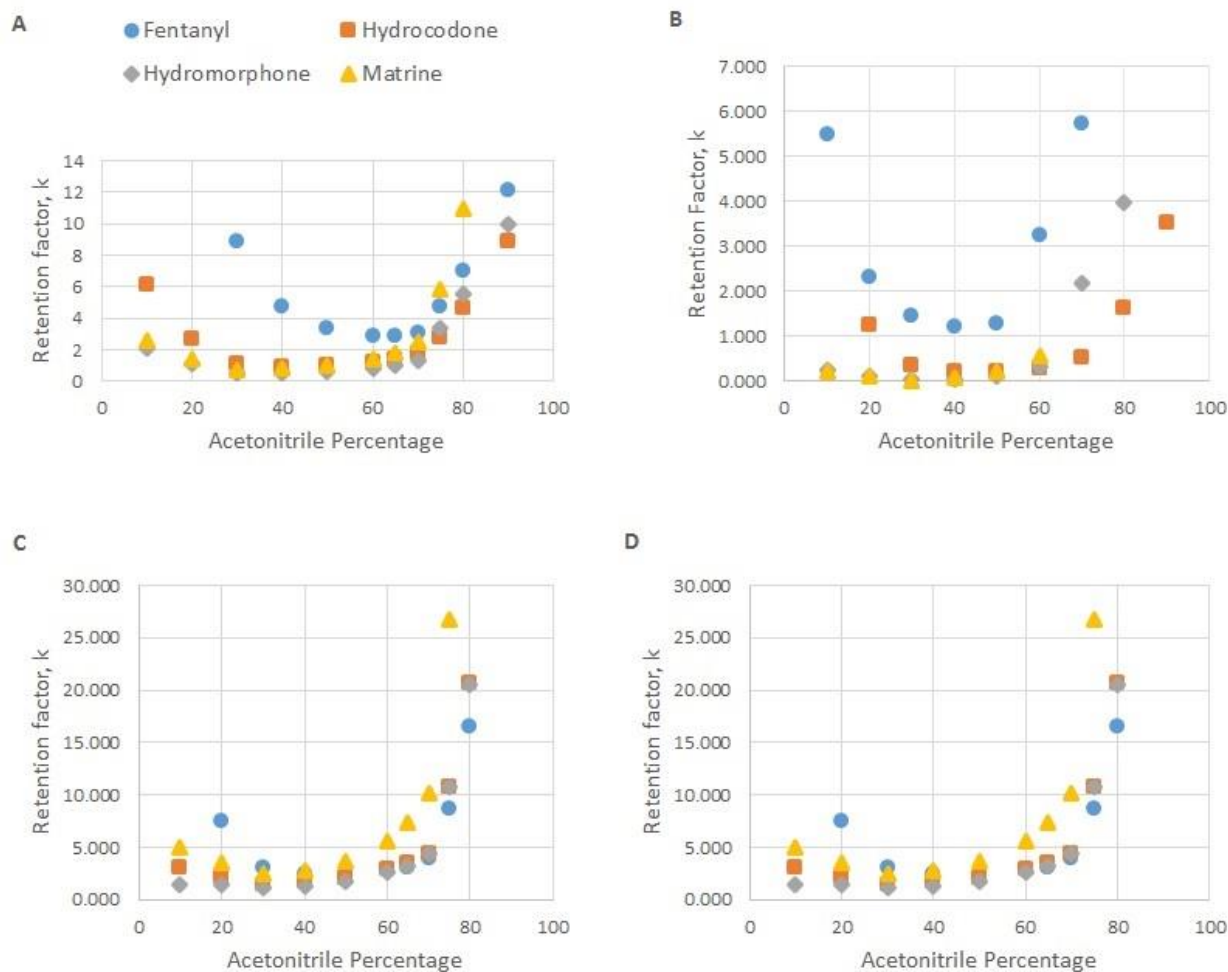 A
Fentanyl Hydrocodone
Hydromorphone Matrine
14
12
10
8
6
4
2
0
Retention factor, k
0 20 40 60 80 100
Acetonitrile Percentage
B
7.000
6.000
5.000
4.000
3.000
2.000
1.000
0.000
Retention Factor, k
0 20 40 60 80 100
Acetonitrile Percentage
C
30.000
25.000
20.000
15.000
10.000
5.000
0.000
Retention factor, k
0 20 40 60 80 100
Acetonitrile Percentage
D
30.000
25.000
20.000
15.000
10.000
5.000
0.000
Retention factor, k
0 20 40 60 80 100
Acetonitrile Percentage